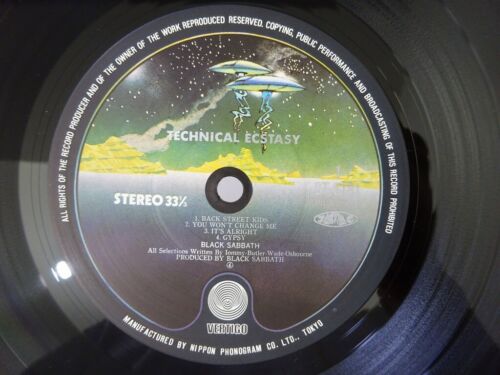 ALL RIGHTS OF THE RECORD PRODUCER AND OF THE OWNER OF THE WORK REPRODUCED RESERVED. COPYING, PUBLIC PERFORMANCE AND BROADCASTING OF THIS RECORD PROHIBITED
TECHNICAL ECSTASY
STEREO 33⅓
1. BACK STREET KIDS
2. YOU WON'T CHANGE ME
3. IT'S ALRIGHT
4. GYPSY
BLACK SABBATH
All Selections Written By Iommy-Butler-Wade-Osbourne
PRODUCED BY BLACK SABBATH
VERTIGO
MANUFACTURED BY NIPPON PHONOGRAM CO. LTD., TOKYO